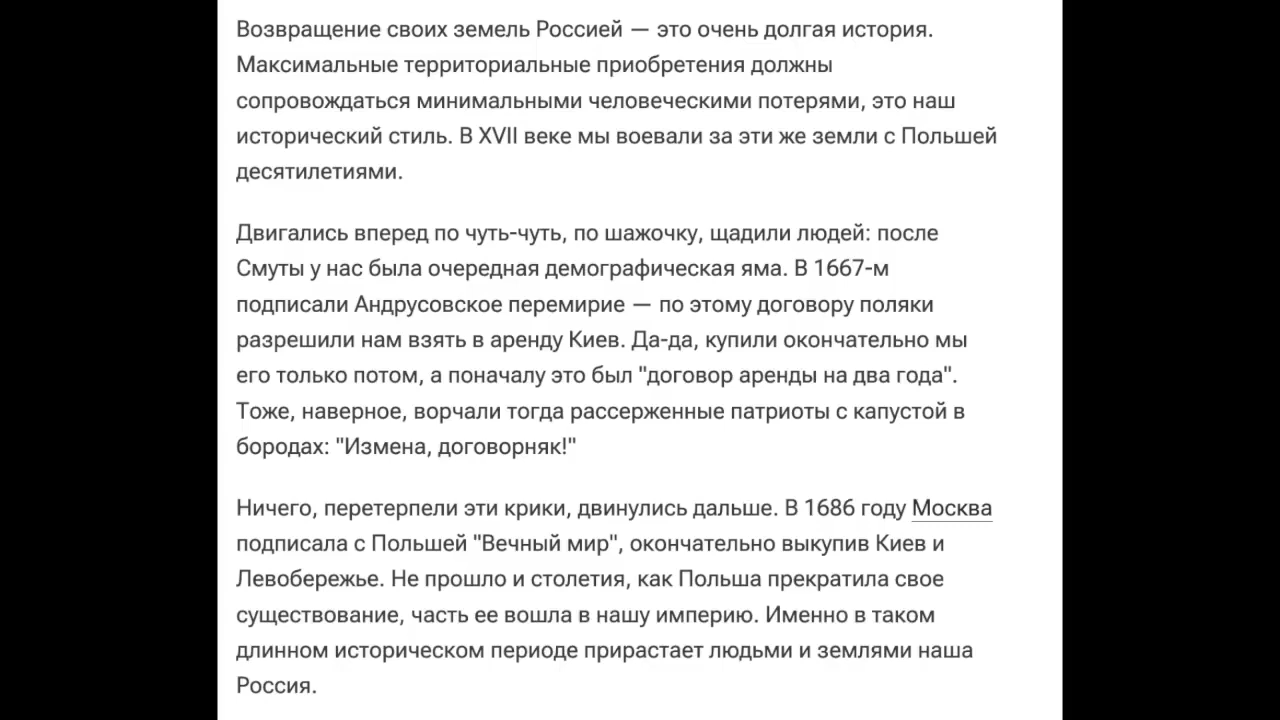 Возвращение своих земель Россией — это очень долгая история.
Максимальные территориальные приобретения должны
сопровождаться минимальными человеческими потерями, это наш
исторический стиль. В XVII веке мы воевали за эти же земли с Польшей
десятилетиями.
Двигались вперед по чуть-чуть, по шажочку, щадили людей: после
Смуты у нас была очередная демографическая яма. В 1667-м
подписали Андрусовское перемирие — по этому договору поляки
разрешили нам взять в аренду Киев. Да-да, купили окончательно мы
его только потом, а поначалу это был "договор аренды на два года".
Тоже, наверное, ворчали тогда рассерженные патриоты с капустой в
бородах: "Измена, договорняк!"
Ничего, перетерпели эти крики, двинулись дальше. В 1686 году Москва
подписала с Польшей "Вечный мир", окончательно выкупив Киев и
Левобережье. Не прошло и столетия, как Польша прекратила свое
существование, часть ее вошла в нашу империю. Именно в таком
длинном историческом периоде прирастает людьми и землями наша
Россия.